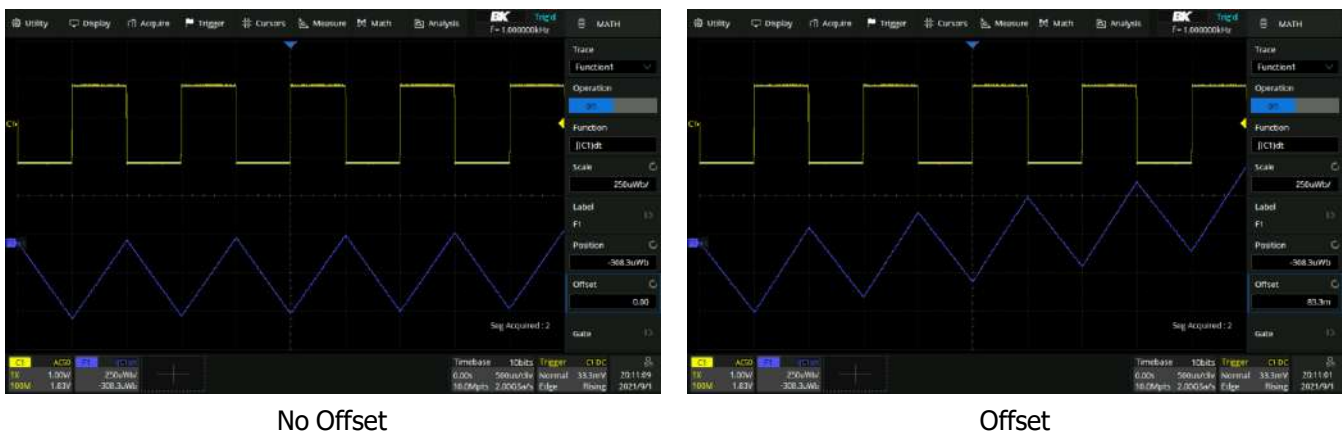 Utility Display Acquire Trigger Cursors Measure Math Analysis BK Trig'd
f = 1.000000kHz
MATH
Trace
Function1
Operation
on
Function
∫(C1)dt
Scale
250uWb/
Label
F1
Position
-308.3uWb
Offset
0.00
Gate
C1
Seg Acquired : 2
C1 AC50 F1
1X 1.00V/ 250uWb/
100M 1.83V -308.3uWb
Timebase 10bits Trigger C1 DC
0.00s 500us/div Normal 33.3mV 20:11:09
10.0Mpts 2.00GSa/s Edge Rising 2021/9/1
No Offset
Utility Display Acquire Trigger Cursors Measure Math Analysis BK Trig'd
f = 1.000000kHz
MATH
Trace
Function1
Operation
on
Function
∫(C1)dt
Scale
250uWb/
Label
F1
Position
-308.3uWb
Offset
83.3m
Gate
C1
Seg Acquired : 2
C1 AC50 F1
1X 1.00V/ 250uWb/
100M 1.83V -308.3uWb
Timebase 10bits Trigger C1 DC
0.00s 500us/div Normal 33.3mV 20:11:01
10.0Mpts 2.00GSa/s Edge Rising 2021/9/1
Offset